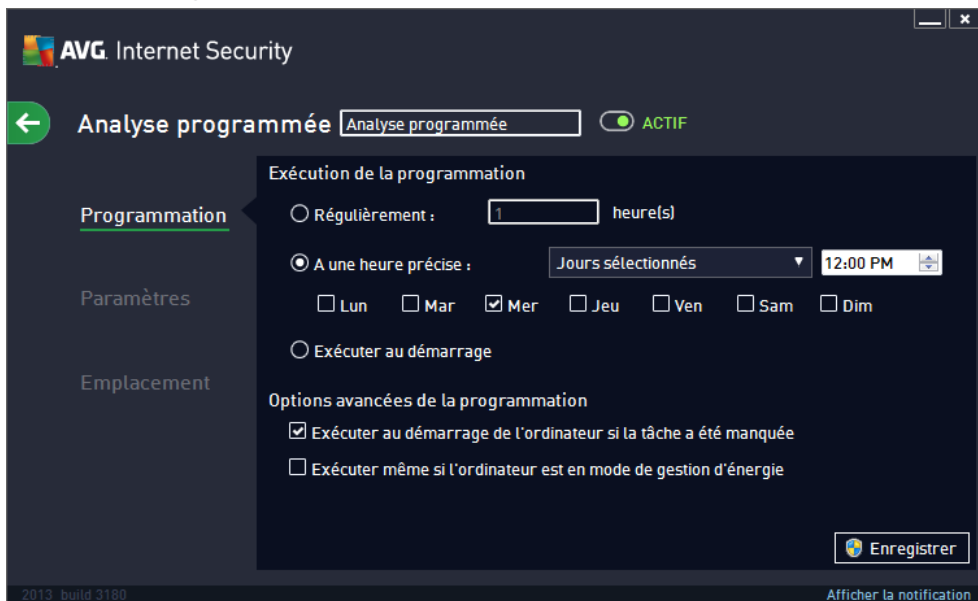 AVG. Internet Security
Analyse programmée Analyse programmée ACTIF
Exécution de la programmation
Programmation
Régulièrement : 1 heure(s)
A une heure précise : Jours sélectionnés 12:00 PM
Paramètres
Lun Mar Mer Jeu Ven Sam Dim
Exécuter au démarrage
Emplacement
Options avancées de la programmation
Exécuter au démarrage de l'ordinateur si la tâche a été manquée
Exécuter même si l'ordinateur est en mode de gestion d'énergie
Enregistrer
2013 build 3180 Afficher la notification